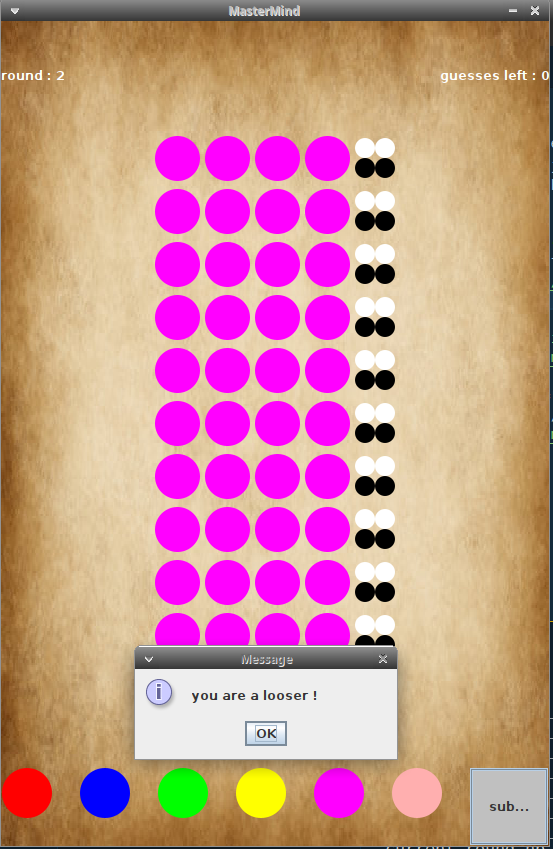 MasterMind
round : 2
guesses left : 0
Message
you are a looser !
OK
sub...